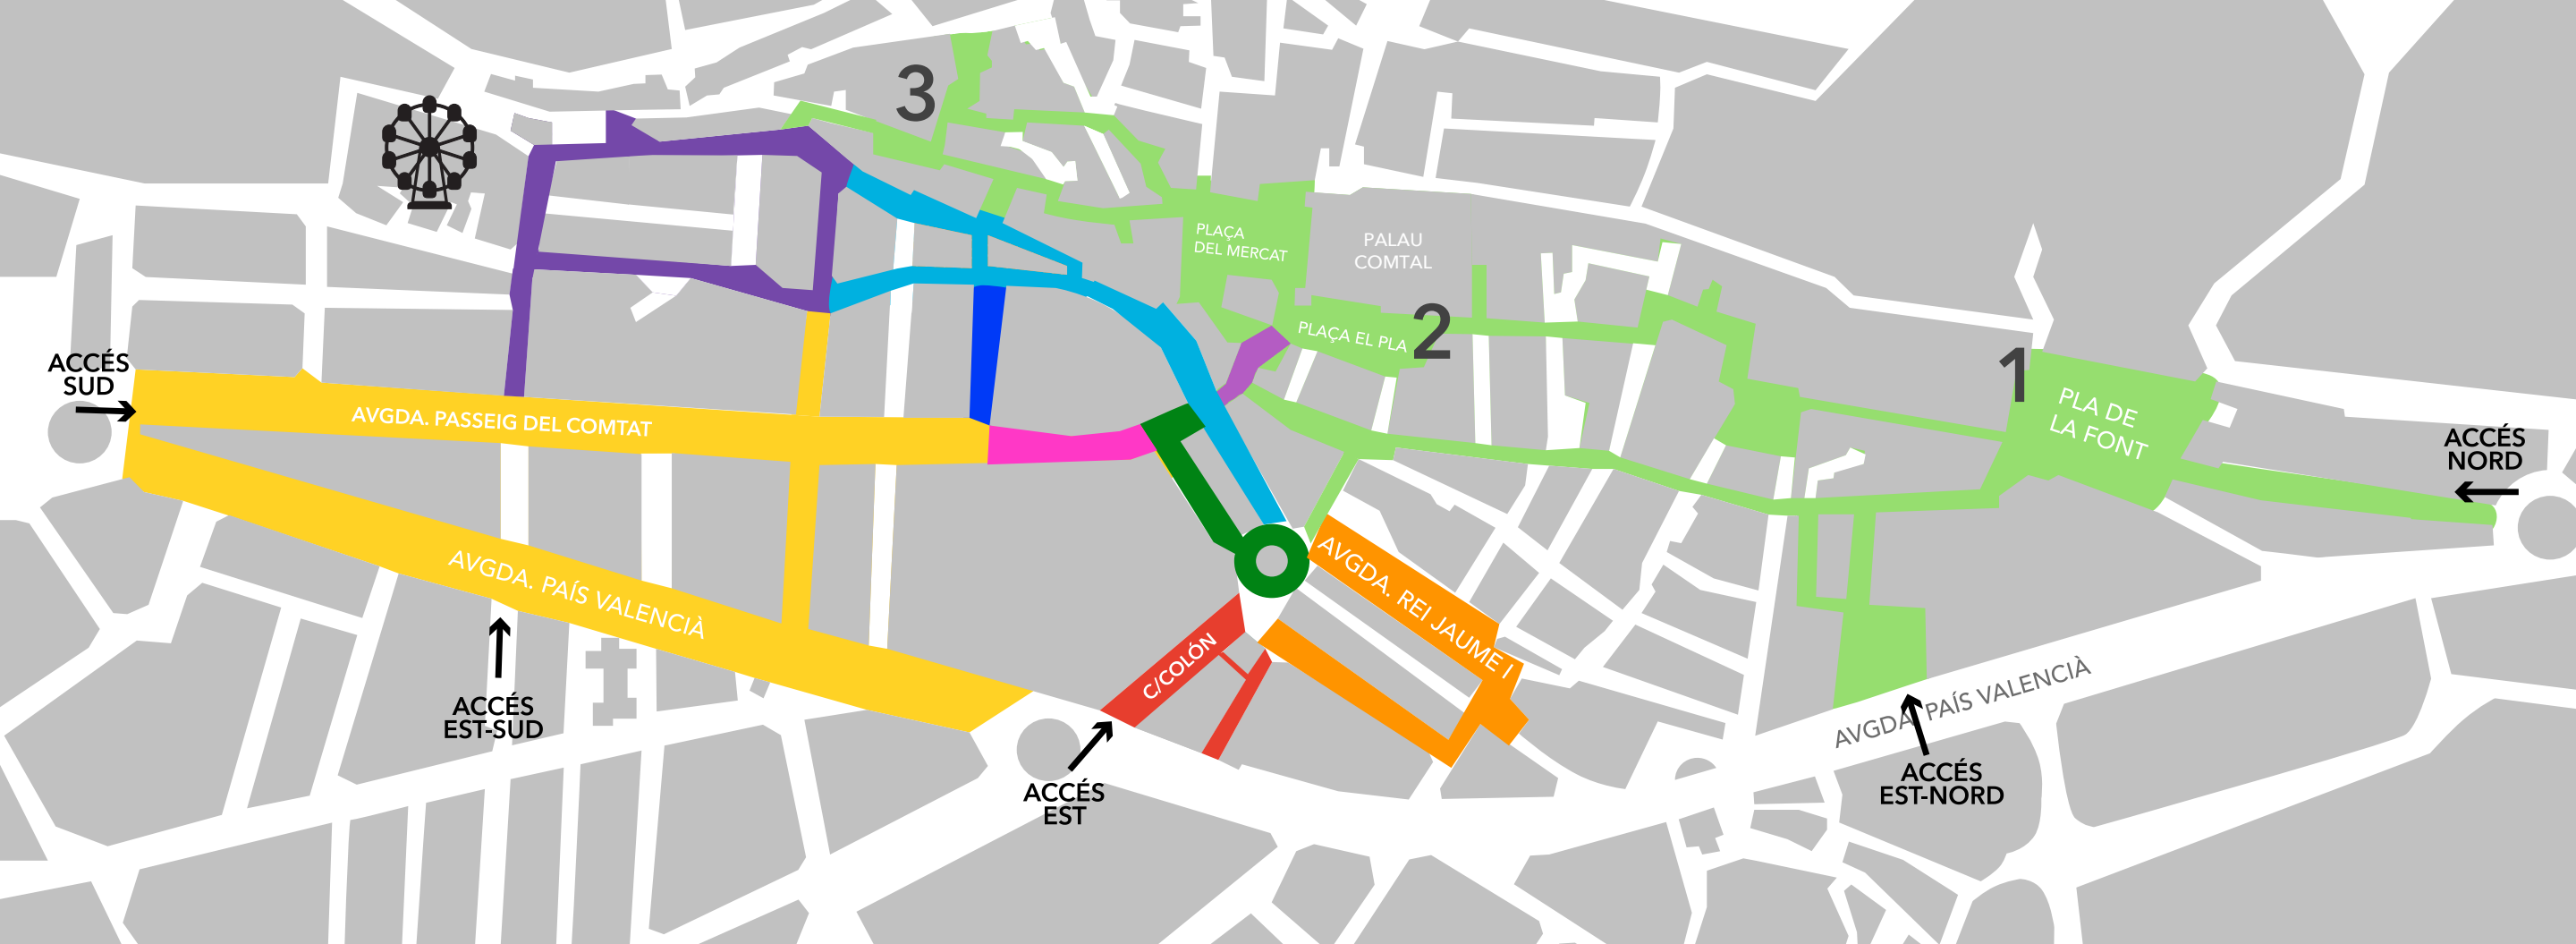 3
PLAÇA
DEL MERCAT
PALAU
COMTAL
PLAÇA EL PLA
2
1
PLA DE
LA FONT
ACCÉS
SUD
AVGDA. PASSEIG DEL COMTAT
ACCÉS
NORD
AVGDA. PAÍS VALENCIÀ
AVGDA. REI JAUME I
C/COLÓN
ACCÉS
EST-SUD
AVGDA. PAÍS VALENCIÀ
ACCÉS
EST
ACCÉS
EST-NORD